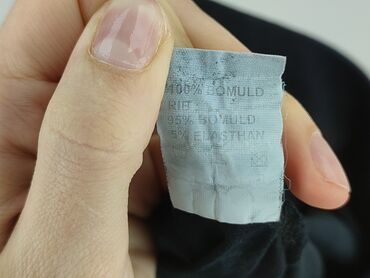 100% BOMULD
RIB
95% BOMULD
5% ELASTHAN